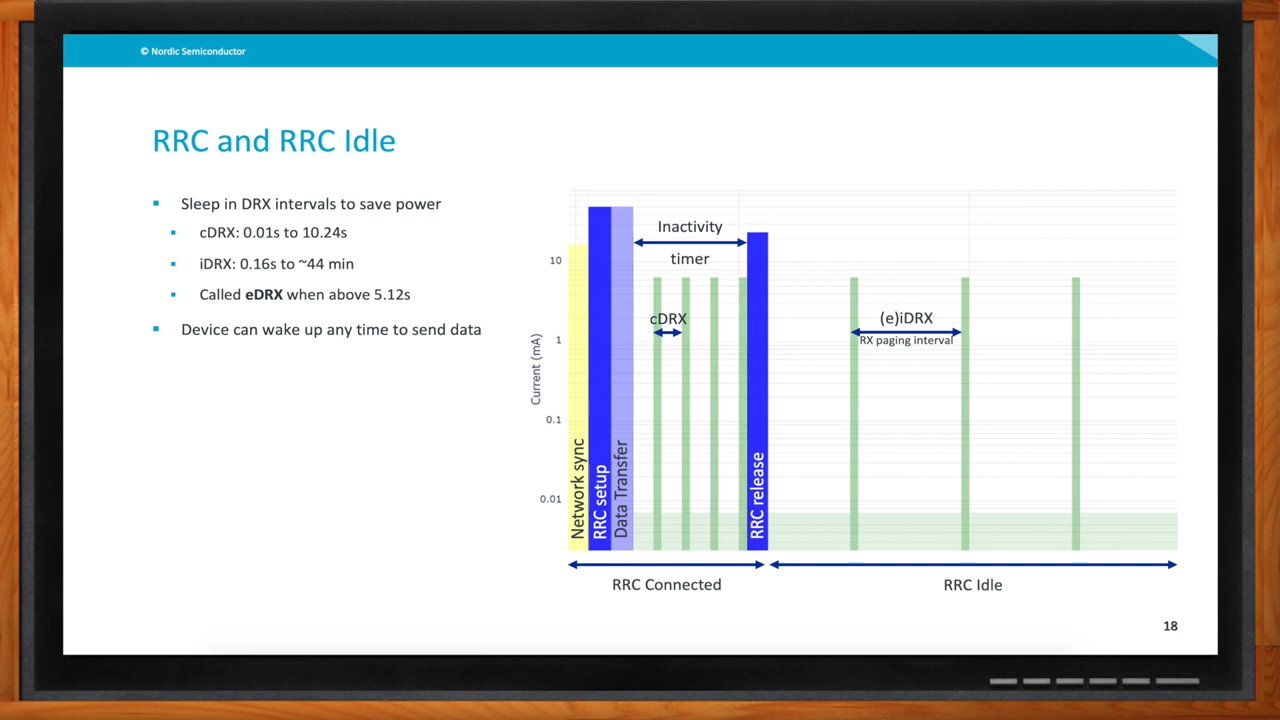 © Nordic Semiconductor
RRC and RRC Idle
Sleep in DRX intervals to save power
cDRX: 0.01s to 10.24s
iDRX: 0.16s to ~44 min
Called eDRX when above 5.12s
Device can wake up any time to send data
Inactivity
timer
cDRX
(e)iDRX
RX paging interval
Current (mA)
10
1
0.1
0.01
Network sync
RRC setup
Data Transfer
RRC release
RRC Connected
RRC Idle
18